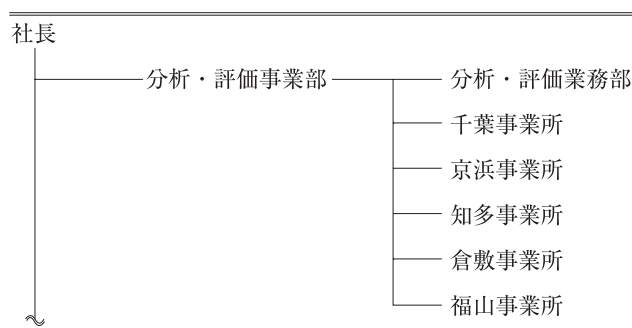 社長
分析・評価事業部
分析・評価業務部
千葉事業所
京浜事業所
知多事業所
倉敷事業所
福山事業所